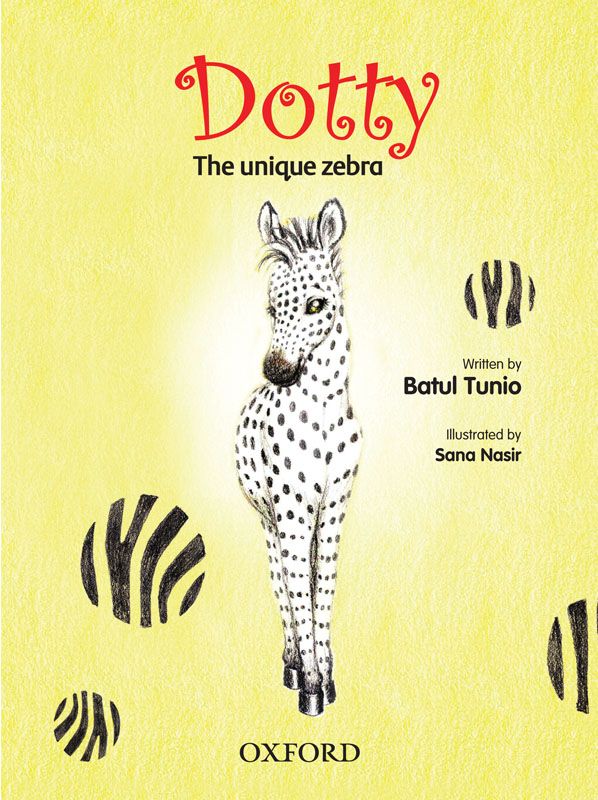 Dotty
The unique zebra
Written by
Batul Tunio
Illustrated by
Sana Nasir
OXFORD